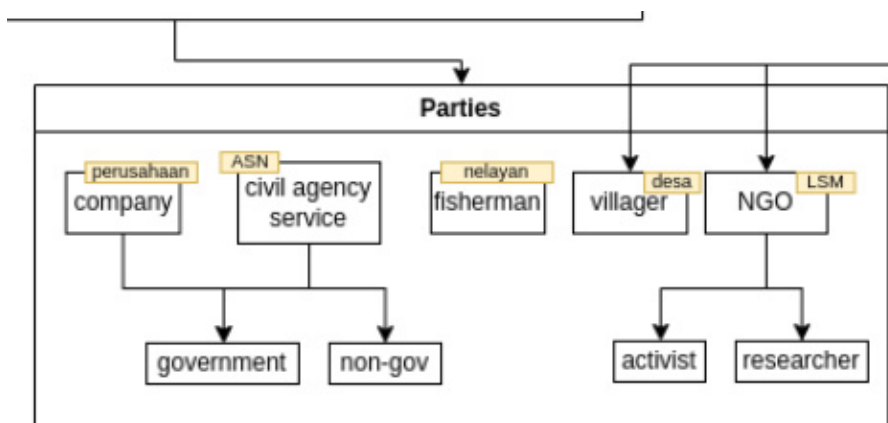 Parties
perusahaan
company
ASN
civil agency
service
nelayan
fisherman
desa
villager
LSM
NGO
government
non-gov
activist
researcher